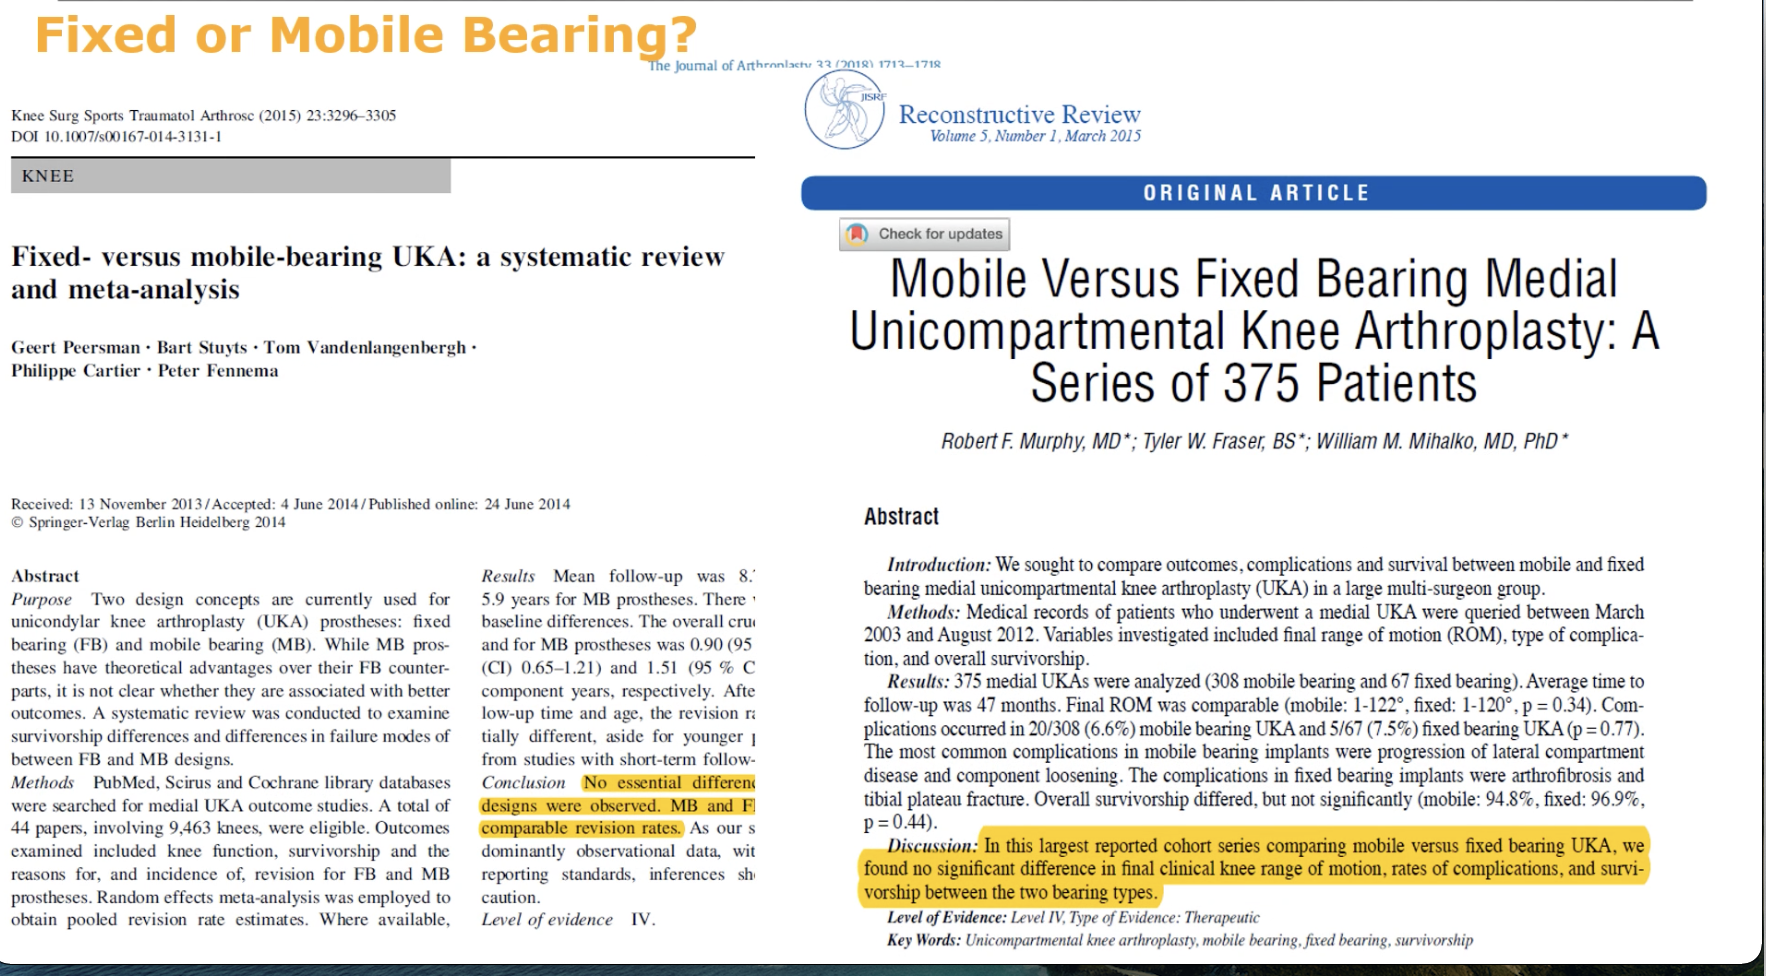 Fixed or Mobile Bearing?
The Journal of Arthroplasty 33 (2018) 1713–1718
Knee Surg Sports Traumatol Arthrosc (2015) 23:3296–3305
DOI 10.1007/s00167-014-3131-1
KNEE
Fixed- versus mobile-bearing UKA: a systematic review
and meta-analysis
Geert Peersman · Bart Stuyts · Tom Vandenlangenbergh ·
Philippe Cartier · Peter Fennema
Received: 13 November 2013 / Accepted: 4 June 2014 / Published online: 24 June 2014
© Springer-Verlag Berlin Heidelberg 2014
Abstract
Purpose Two design concepts are currently used for
unicondylar knee arthroplasty (UKA) prostheses: fixed
bearing (FB) and mobile bearing (MB). While MB pros-
theses have theoretical advantages over their FB counter-
parts, it is not clear whether they are associated with better
outcomes. A systematic review was conducted to examine
survivorship differences and differences in failure modes of
between FB and MB designs.
Methods PubMed, Scirus and Cochrane library databases
were searched for medial UKA outcome studies. A total of
44 papers, involving 9,463 knees, were eligible. Outcomes
examined included knee function, survivorship and the
reasons for, and incidence of, revision for FB and MB
prostheses. Random effects meta-analysis was employed to
obtain pooled revision rate estimates. Where available,
Results Mean follow-up was 8.
5.9 years for MB prostheses. There
baseline differences. The overall cru
and for MB prostheses was 0.90 (95
(CI) 0.65–1.21) and 1.51 (95 % C
component years, respectively. Afte
low-up time and age, the revision ra
tially different, aside for younger p
from studies with short-term follow-
Conclusion No essential differenc
designs were observed. MB and F
comparable revision rates. As our s
dominantly observational data, wit
reporting standards, inferences sh
caution.
Level of evidence IV.
JISRF
Reconstructive Review
Volume 5, Number 1, March 2015
ORIGINAL ARTICLE
Check for updates
Mobile Versus Fixed Bearing Medial
Unicompartmental Knee Arthroplasty: A
Series of 375 Patients
Robert F. Murphy, MD*; Tyler W. Fraser, BS*; William M. Mihalko, MD, PhD*
Abstract
Introduction: We sought to compare outcomes, complications and survival between mobile and fixed
bearing medial unicompartmental knee arthroplasty (UKA) in a large multi-surgeon group.
Methods: Medical records of patients who underwent a medial UKA were queried between March
2003 and August 2012. Variables investigated included final range of motion (ROM), type of complica-
tion, and overall survivorship.
Results: 375 medial UKAs were analyzed (308 mobile bearing and 67 fixed bearing). Average time to
follow-up was 47 months. Final ROM was comparable (mobile: 1-122°, fixed: 1-120°, p = 0.34). Com-
plications occurred in 20/308 (6.6%) mobile bearing UKA and 5/67 (7.5%) fixed bearing UKA (p = 0.77).
The most common complications in mobile bearing implants were progression of lateral compartment
disease and component loosening. The complications in fixed bearing implants were arthrofibrosis and
tibial plateau fracture. Overall survivorship differed, but not significantly (mobile: 94.8%, fixed: 96.9%,
p = 0.44).
Discussion: In this largest reported cohort series comparing mobile versus fixed bearing UKA, we
found no significant difference in final clinical knee range of motion, rates of complications, and survi-
vorship between the two bearing types.
Level of Evidence: Level IV, Type of Evidence: Therapeutic
Key Words: Unicompartmental knee arthroplasty, mobile bearing, fixed bearing, survivorship